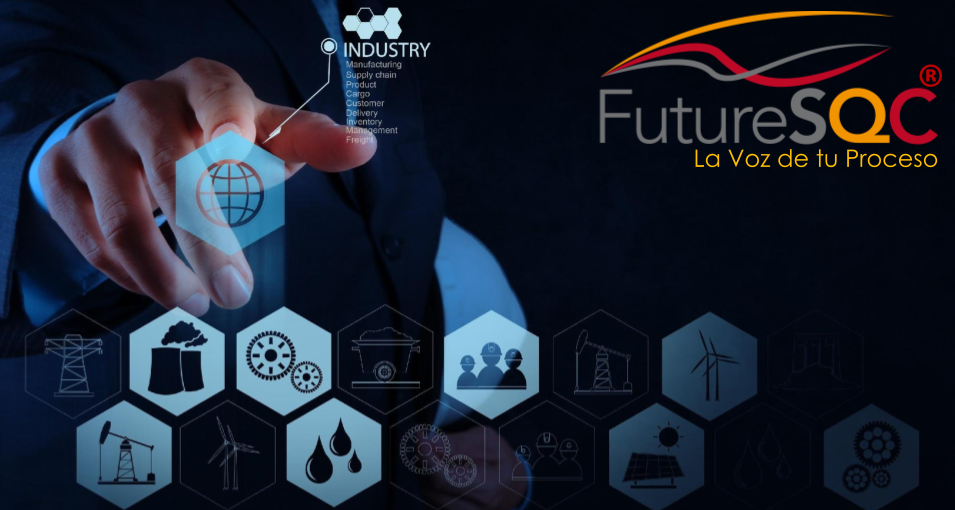 INDUSTRY
Manufacturing
Supply chain
Product
Cargo
Customer
Delivery
Inventory
Management
Freight
FutureSQC®
La Voz de tu Proceso